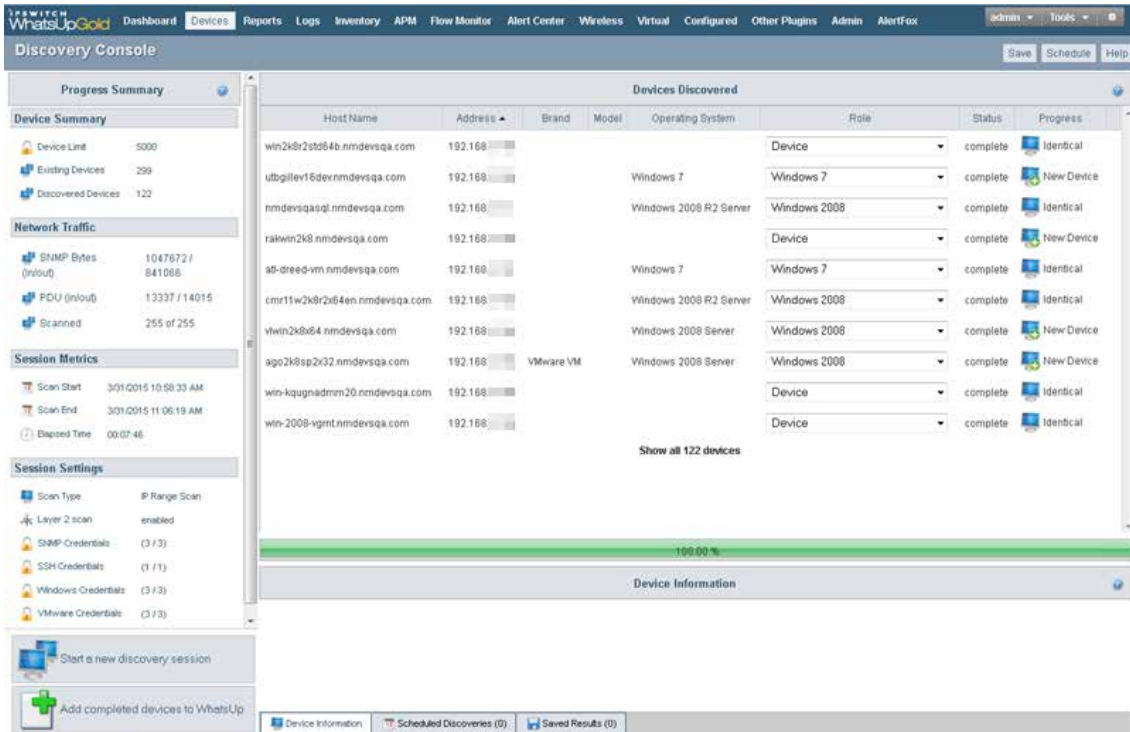 IPSWITCH
WhatsUpGold Dashboard Devices Reports Logs Inventory APM Flow Monitor Alert Center Wireless Virtual Configured Other Plugins Admin AlertFox admin Tools
Discovery Console Save Schedule Help
Progress Summary
Device Summary
Device Limit 5000
Existing Devices 299
Discovered Devices 122
Network Traffic
SNMP Bytes (in/out) 1047672 / 841066
PDU (in/out) 13337 / 14015
Scanned 255 of 255
Session Metrics
Scan Start 3/01/2015 10:58:33 AM
Scan End 3/01/2015 11:06:19 AM
Elapsed Time 00:07:46
Session Settings
Scan Type IP Range Scan
Layer 2 scan enabled
SNMP Credentials (3 / 3)
SSH Credentials (1 / 1)
Windows Credentials (3 / 3)
VMware Credentials (3 / 3)
Start a new discovery session
Add completed devices to WhatsUp
Devices Discovered
Host Name Address Brand Model Operating System Role Status Progress
win2k8r2std64b.nmdevsqa.com 192.168 Device complete Identical
utbgillev16dev.nmdevsqa.com 192.168 Windows 7 Windows 7 complete New Device
nmdevsqasql.nmdevsqa.com 192.168 Windows 2008 R2 Server Windows 2008 complete Identical
rakwin2k8.nmdevsqa.com 192.168 Device complete New Device
atl-dreed-vm.nmdevsqa.com 192.168 Windows 7 Windows 7 complete Identical
cmr11w2k8r2x64en.nmdevsqa.com 192.168 Windows 2008 R2 Server Windows 2008 complete Identical
vlwin2k8x64.nmdevsqa.com 192.168 Windows 2008 Server Windows 2008 complete New Device
ago2k8sp2x32.nmdevsqa.com 192.168 VMware VM Windows 2008 Server Windows 2008 complete New Device
win-kqugnadmm20.nmdevsqa.com 192.168 Device complete Identical
win-2008-vgrnt.nmdevsqa.com 192.168 Device complete Identical
Show all 122 devices
100.00 %
Device Information
Device Information Scheduled Discoveries (0) Saved Results (0)